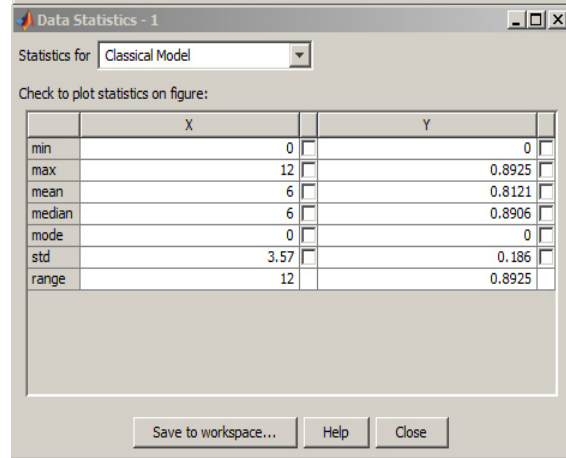 Data Statistics - 1
Statistics for Classical Model
Check to plot statistics on figure:
X Y
min 0 0
max 12 0.8925
mean 6 0.8121
median 6 0.8906
mode 0 0
std 3.57 0.186
range 12 0.8925
Save to workspace... Help Close